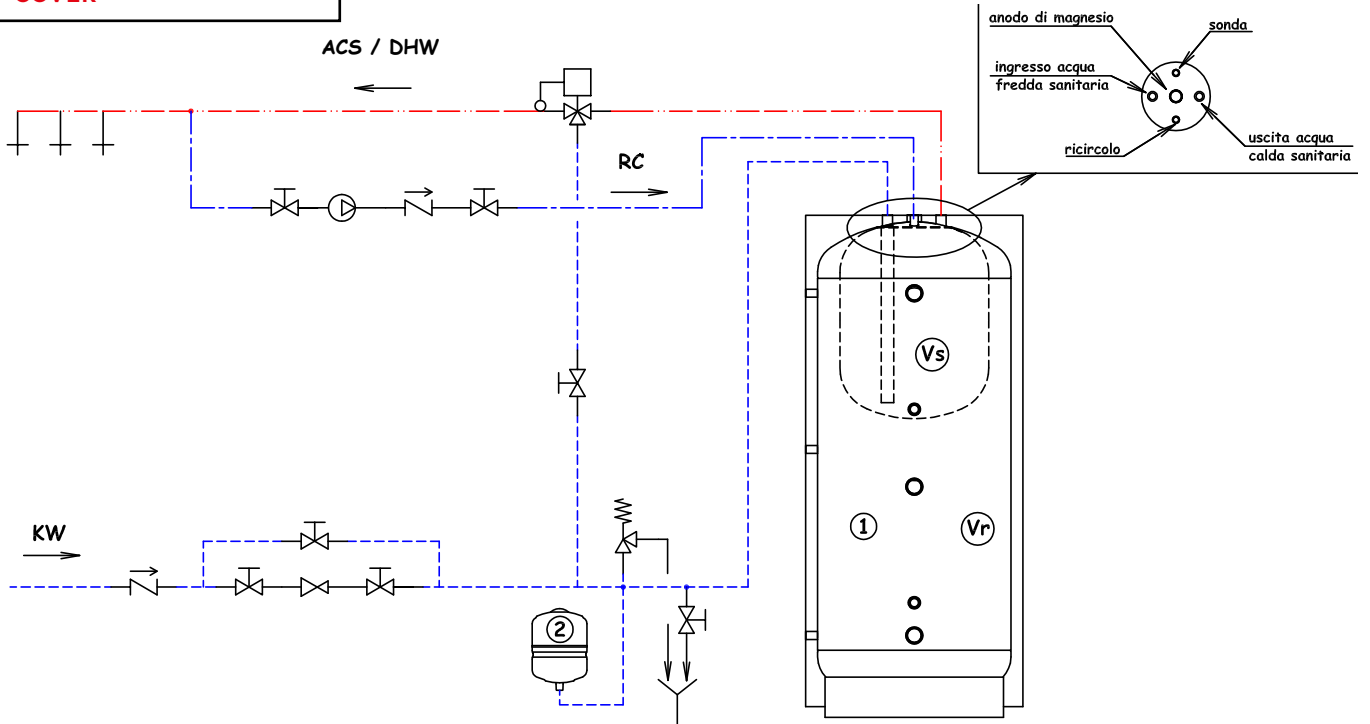 ACS / DHW
anodo di magnesio
sonda
ingresso acqua
fredda sanitaria
ricircolo
uscita acqua
calda sanitaria
RC
Vs
KW
1
Vr
2